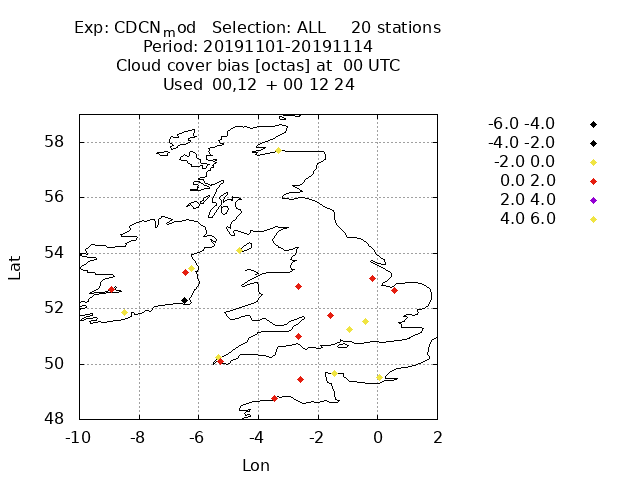 Exp: CDCN_mod   Selection: ALL     20 stations
Period: 20191101-20191114
Cloud cover bias [octas] at  00 UTC
Used  00,12  + 00 12 24
-6.0 -4.0
-4.0 -2.0
-2.0 0.0
0.0 2.0
2.0 4.0
4.0 6.0
58
56
54
52
50
48
Lat
-10 -8 -6 -4 -2 0 2
Lon